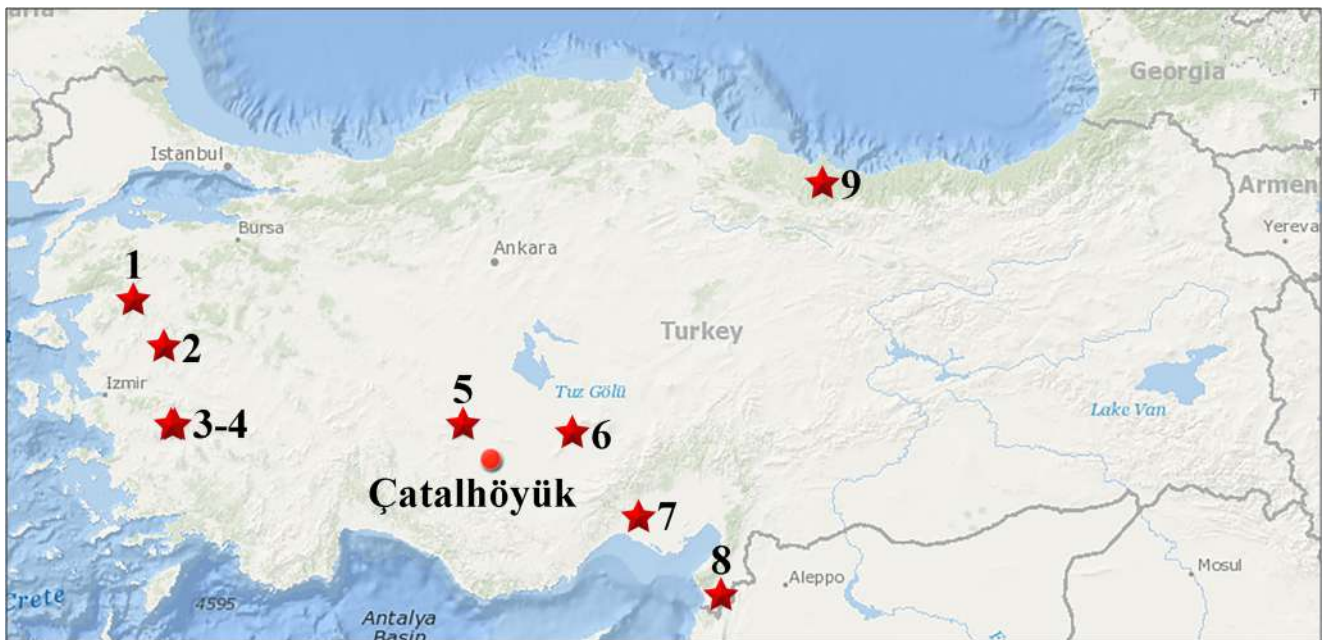 Georgia
Istanbul
9
Armen
Yereva
Bursa
Ankara
1
Turkey
2
Izmir
5
Tuz Gölü
Lake Van
3-4
6
Çatalhöyük
7
8
Aleppo
Mosul
Crete
4595
Antalya
Basin